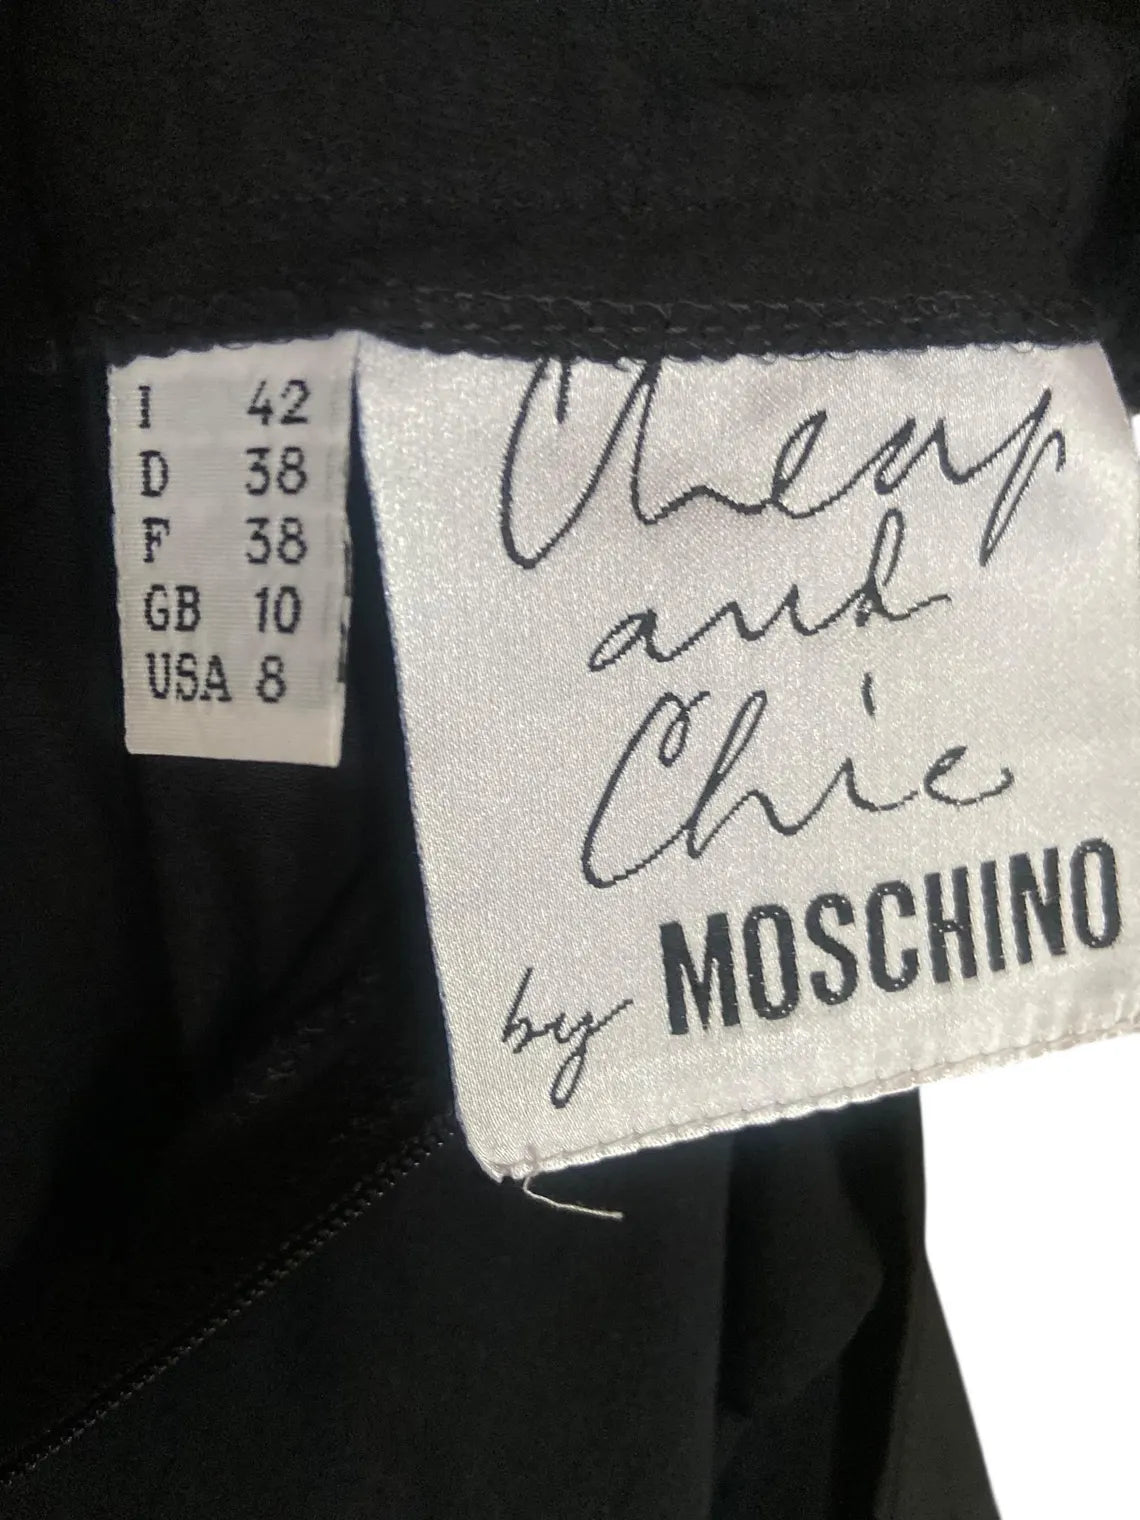 I 42
D 38
F 38
GB 10
USA 8
Cheap
and
Chic
by MOSCHINO